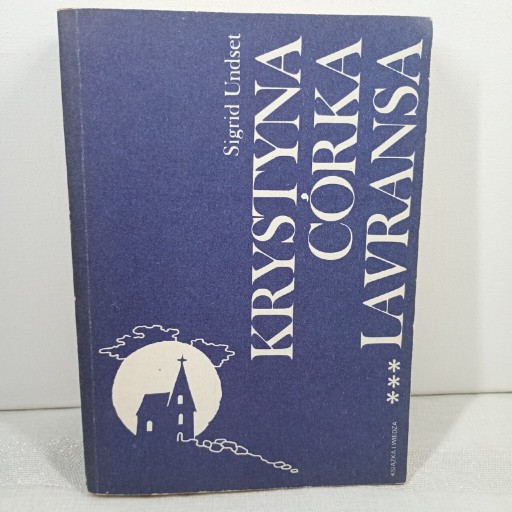 Sigrid Undset
KRYSTYNA
CÓRKA
LAVRANSA
***
KSIĄŻKA I WIEDZA